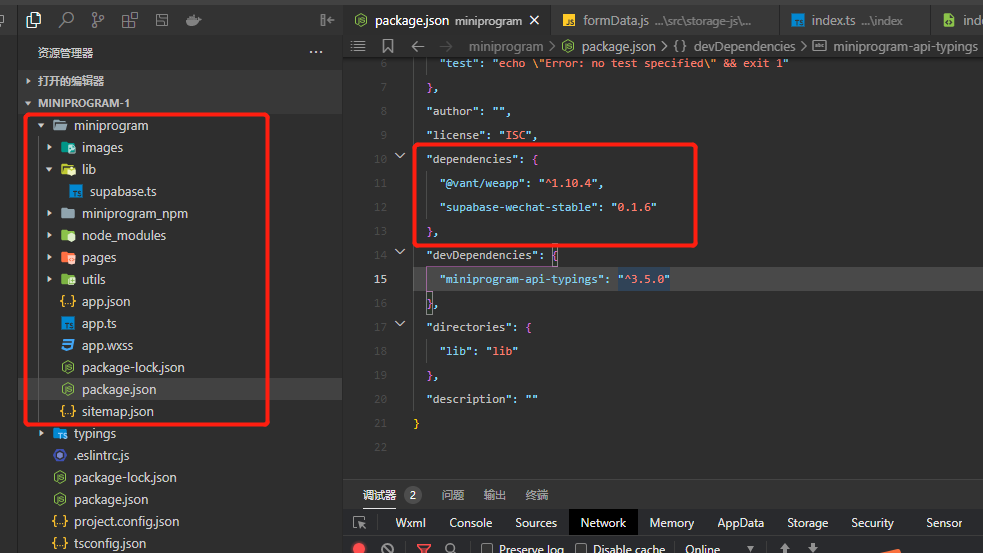 package.json miniprogram
formData.js ...\src\storage-js\...
index.ts ...\index
资源管理器
打开的编辑器
MINIPROGRAM-1
miniprogram
images
lib
supabase.ts
miniprogram_npm
node_modules
pages
utils
app.json
app.ts
app.wxss
package-lock.json
package.json
sitemap.json
typings
.eslintrc.js
package-lock.json
package.json
project.config.json
tsconfig.json
miniprogram > package.json > {} devDependencies > miniprogram-api-typings
6 "test": "echo \"Error: no test specified\" && exit 1"
7 },
8 "author": "",
9 "license": "ISC",
10 "dependencies": {
11 "@vant/weapp": "^1.10.4",
12 "supabase-wechat-stable": "0.1.6"
13 },
14 "devDependencies": {
15 "miniprogram-api-typings": "^3.5.0"
16 },
17 "directories": {
18 "lib": "lib"
19 },
20 "description": ""
21 }
22
调试器 2 问题 输出 终端
Wxml Console Sources Network Memory AppData Storage Security Sensor
Preserve log Disable cache Online